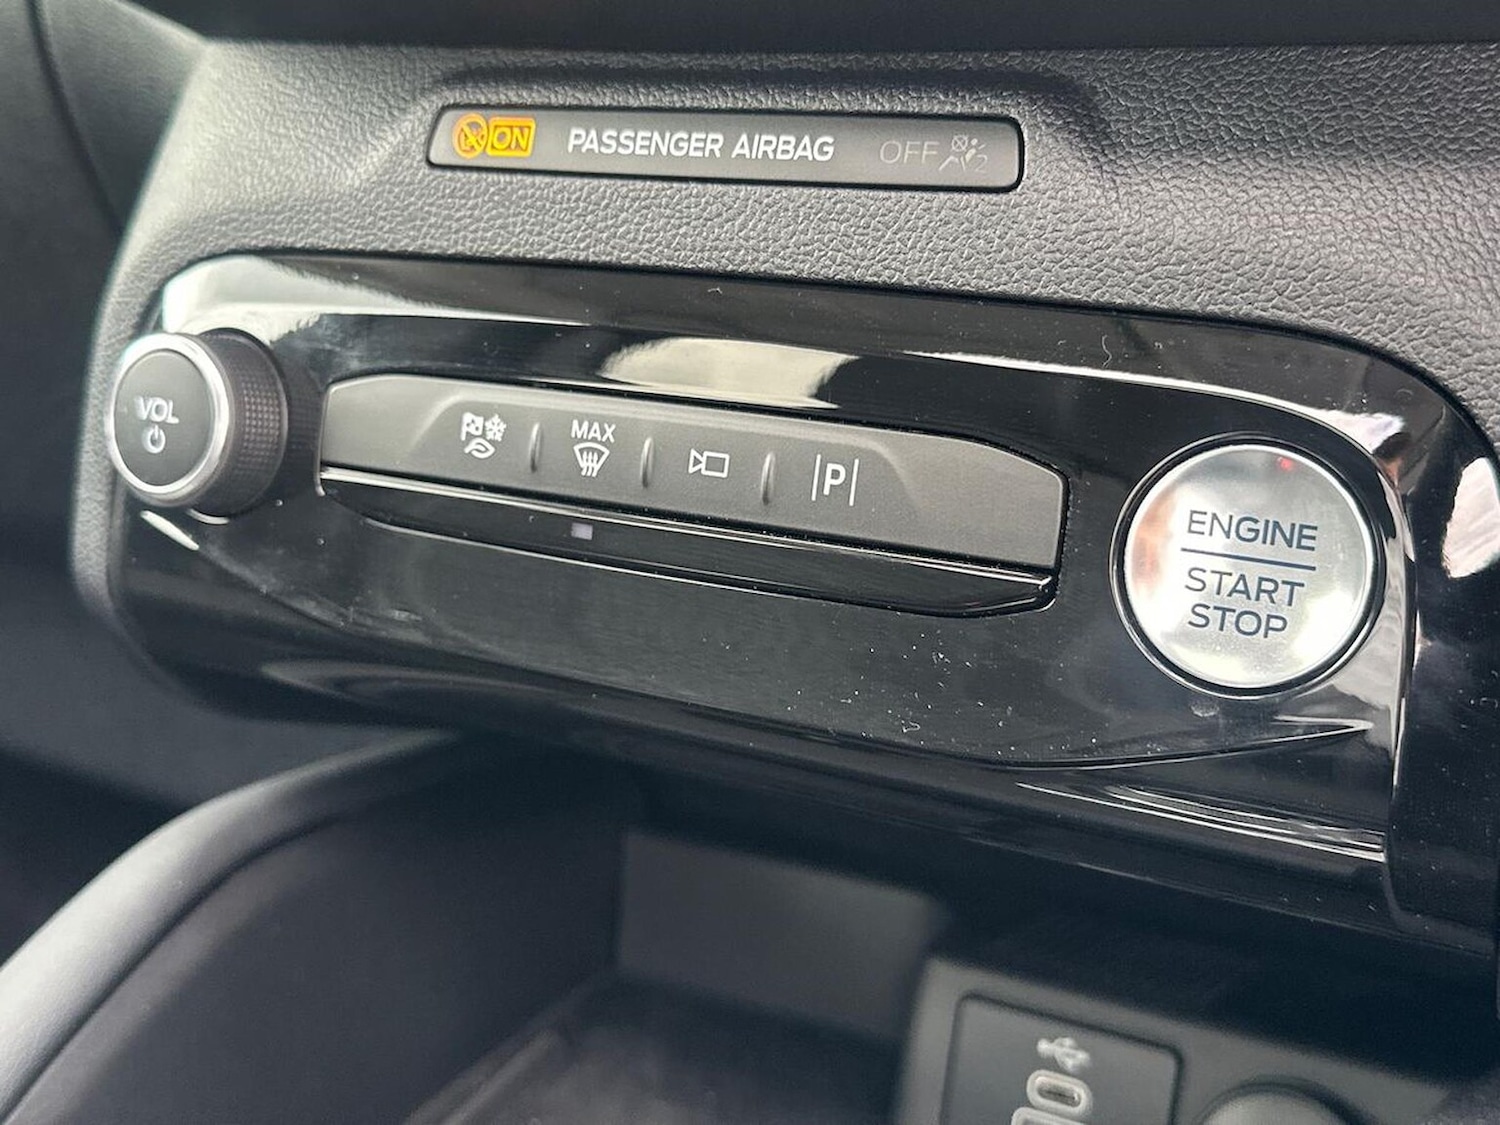 ON PASSENGER AIRBAG OFF
VOL
MAX
P
ENGINE
START
STOP